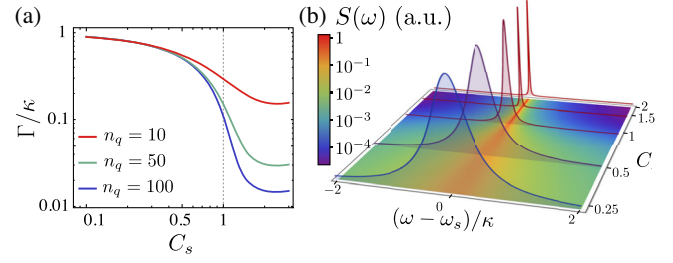 (a)
1
0.1
0.01
Γ/κ
n_q = 10
n_q = 50
n_q = 100
0.1 0.5 1
C_s
(b) S(ω) (a.u.)
1
10^{-1}
10^{-2}
10^{-3}
10^{-4}
-2 0 2
(ω − ω_s)/κ
2
1.5
1
0.5
0.25
C